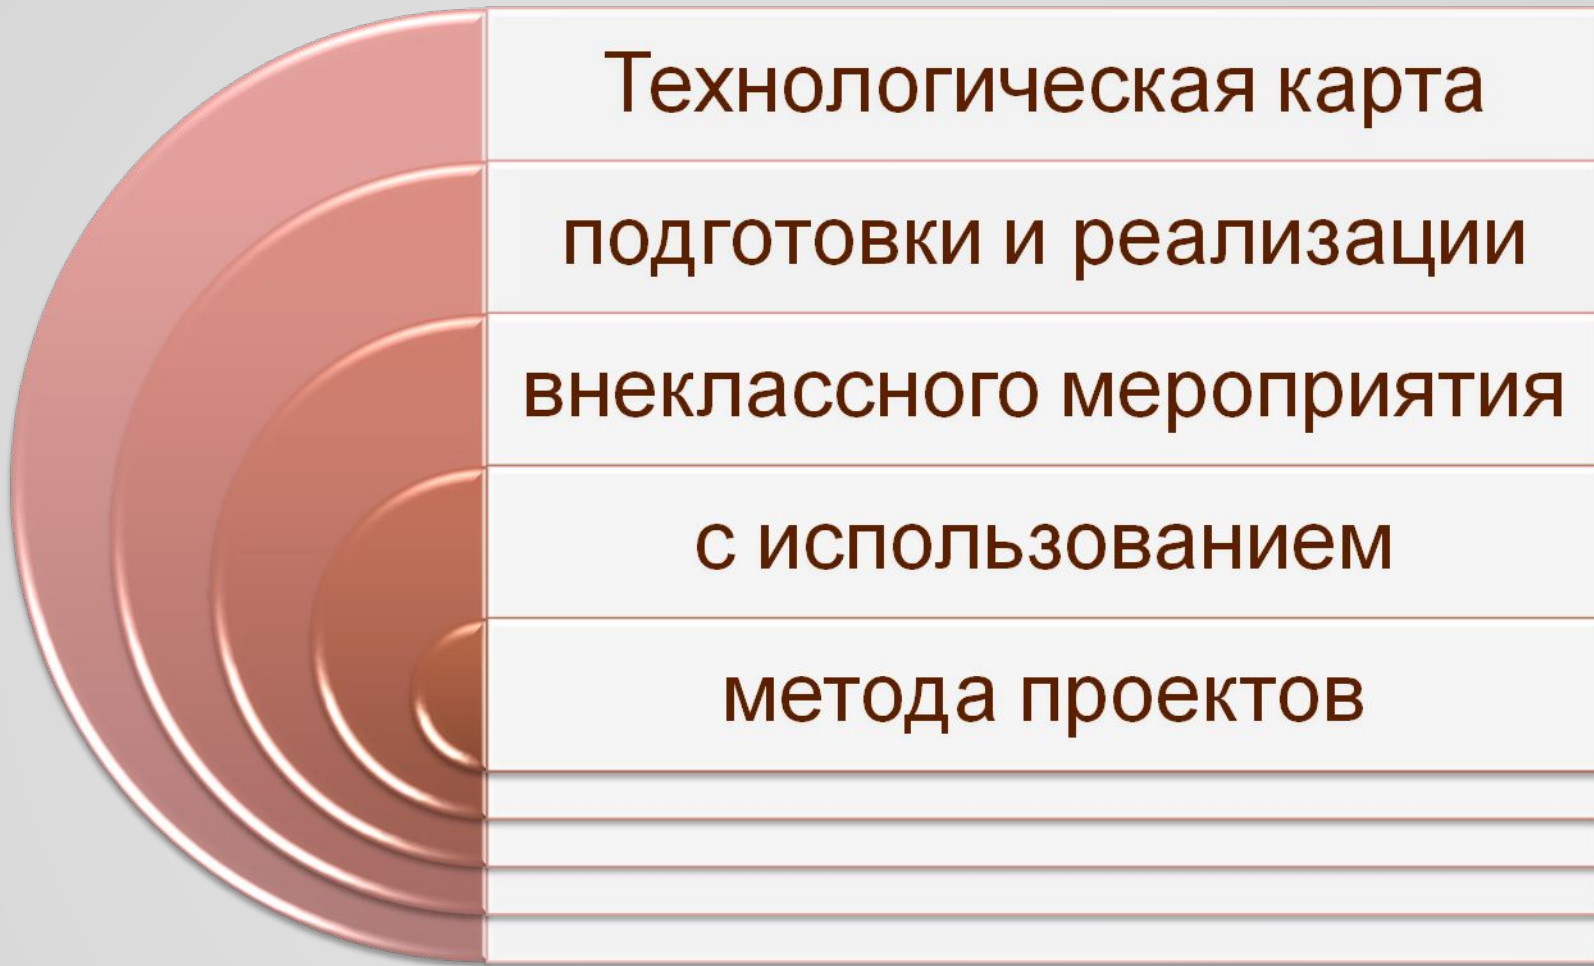 Технологическая карта
подготовки и реализации
внеклассного мероприятия
с использованием
метода проектов